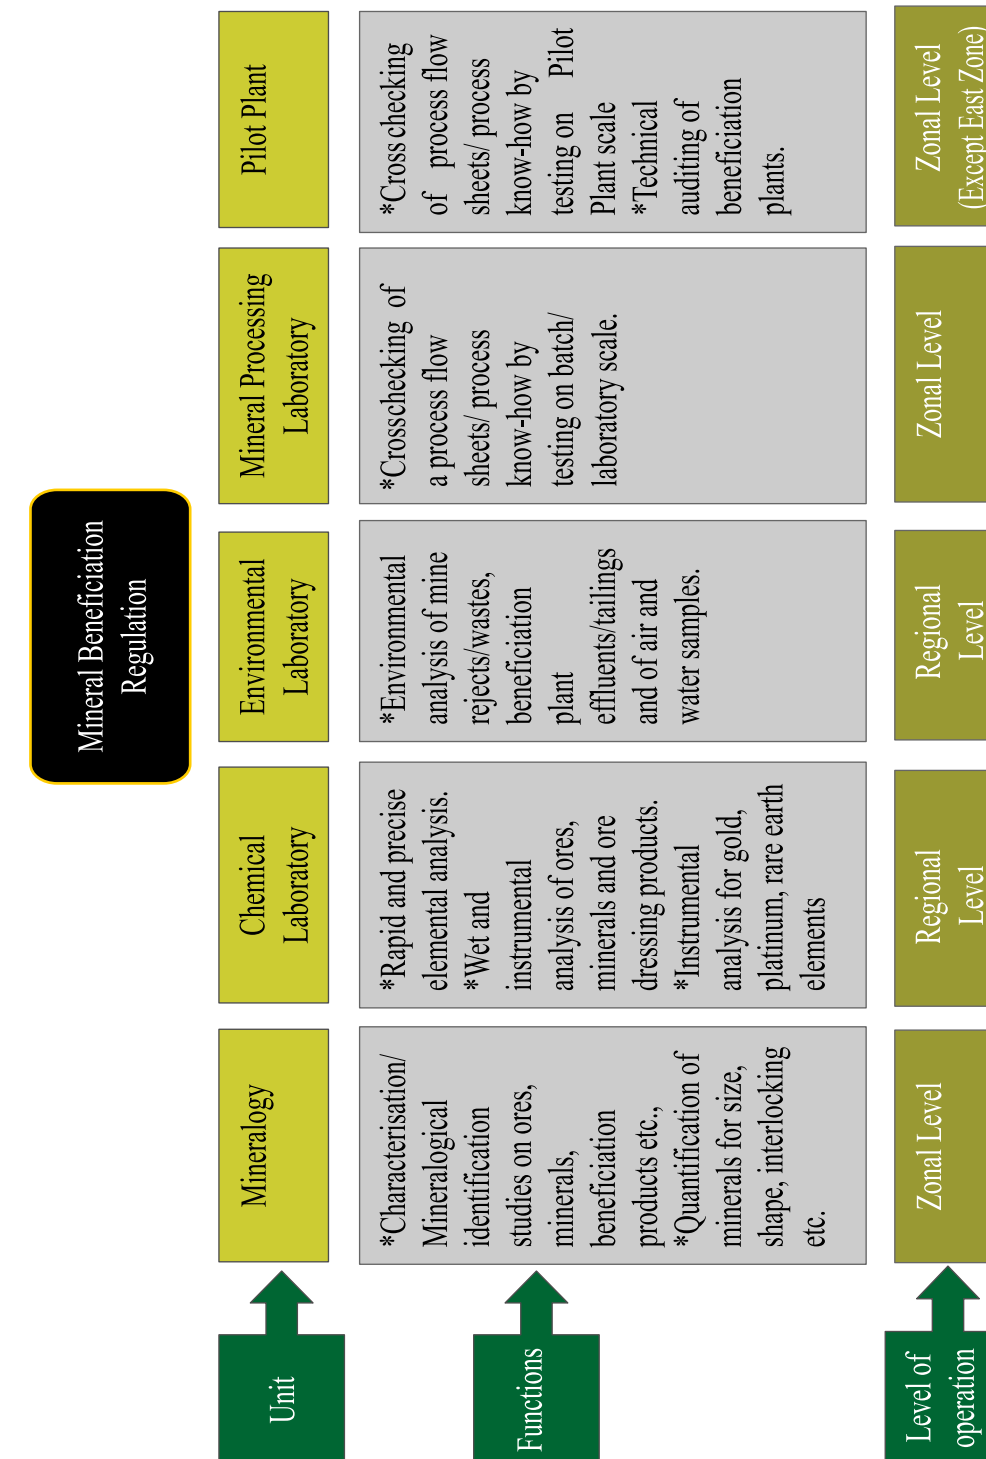 Mineral Beneficiation
Regulation
Unit
Mineralogy
Chemical
Laboratory
Environmental
Laboratory
Mineral Processing
Laboratory
Pilot Plant
Functions
*Characterisation/
Mineralogical
identification
studies on ores,
minerals,
beneficiation
products etc.,
*Quantification of
minerals for size,
shape, interlocking
etc.
*Rapid and precise
elemental analysis.
*Wet and
instrumental
analysis of ores,
minerals and ore
dressing products.
*Instrumental
analysis for gold,
platinum, rare earth
elements
*Environmental
analysis of mine
rejects/wastes,
beneficiation
plant
effluents/tailings
and of air and
water samples.
*Crosschecking of
a process flow
sheets/ process
know-how by
testing on batch/
laboratory scale.
*Cross checking
of process flow
sheets/ process
know-how by
testing on Pilot
Plant scale
*Technical
auditing of
beneficiation
plants.
Level of
operation
Zonal Level
Regional
Level
Regional
Level
Zonal Level
Zonal Level
(Except East Zone)